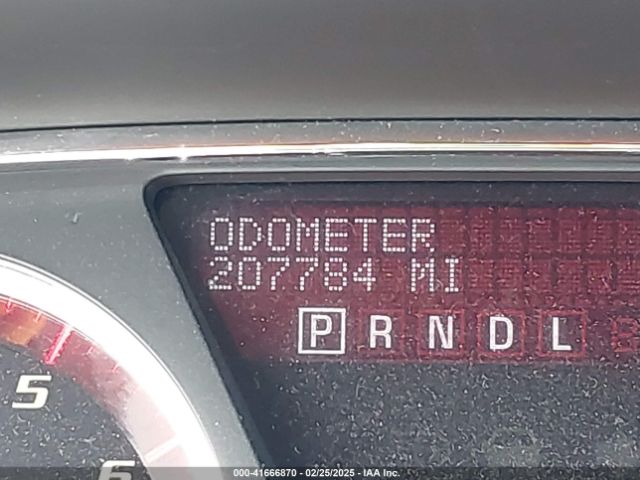 ODOMETER
207784 MI
P R N D L
5
6
000-41666870 - 02/25/2025 - IAA Inc.